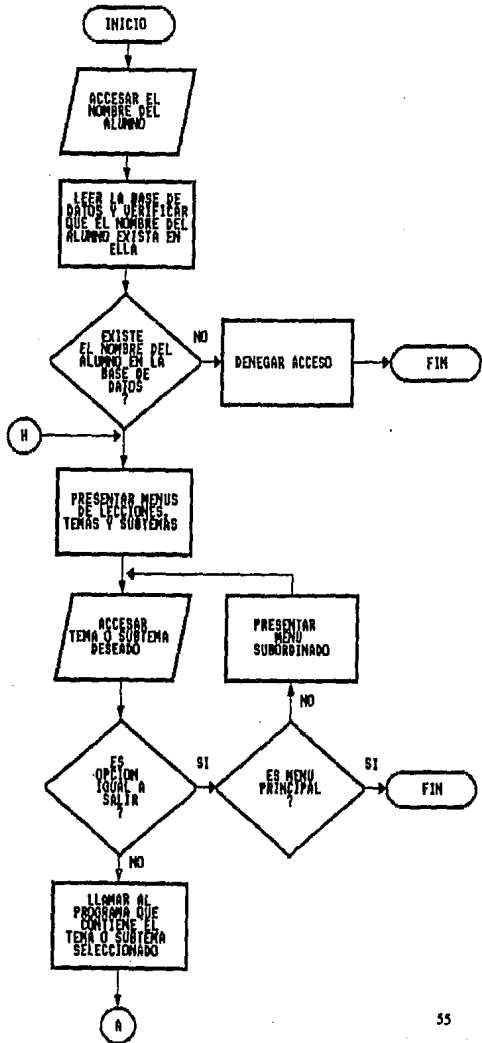 INICIO
ACCESAR EL
NOMBRE DEL
ALUMNO
LEER LA BASE DE
DATOS Y VERIFICAR
QUE EL NOMBRE DEL
ALUMNO EXISTA EN
ELLA
EXISTE
EL NOMBRE DEL
ALUMNO EN LA
BASE DE
DATOS
?
NO
DENEGAR ACCESO
FIN
H
PRESENTAR MENUS
DE LECCIONES,
TEMAS Y SUBTEMAS
ACCESAR
TEMA O SUBTEMA
DESEADO
PRESENTAR
MENU
SUBORDINADO
NO
ES
OPCION
IGUAL A
SALIR
?
SI
ES MENU
PRINCIPAL
?
SI
FIN
NO
LLAMAR AL
PROGRAMA QUE
CONTIENE EL
TEMA O SUBTEMA
SELECCIONADO
A
55